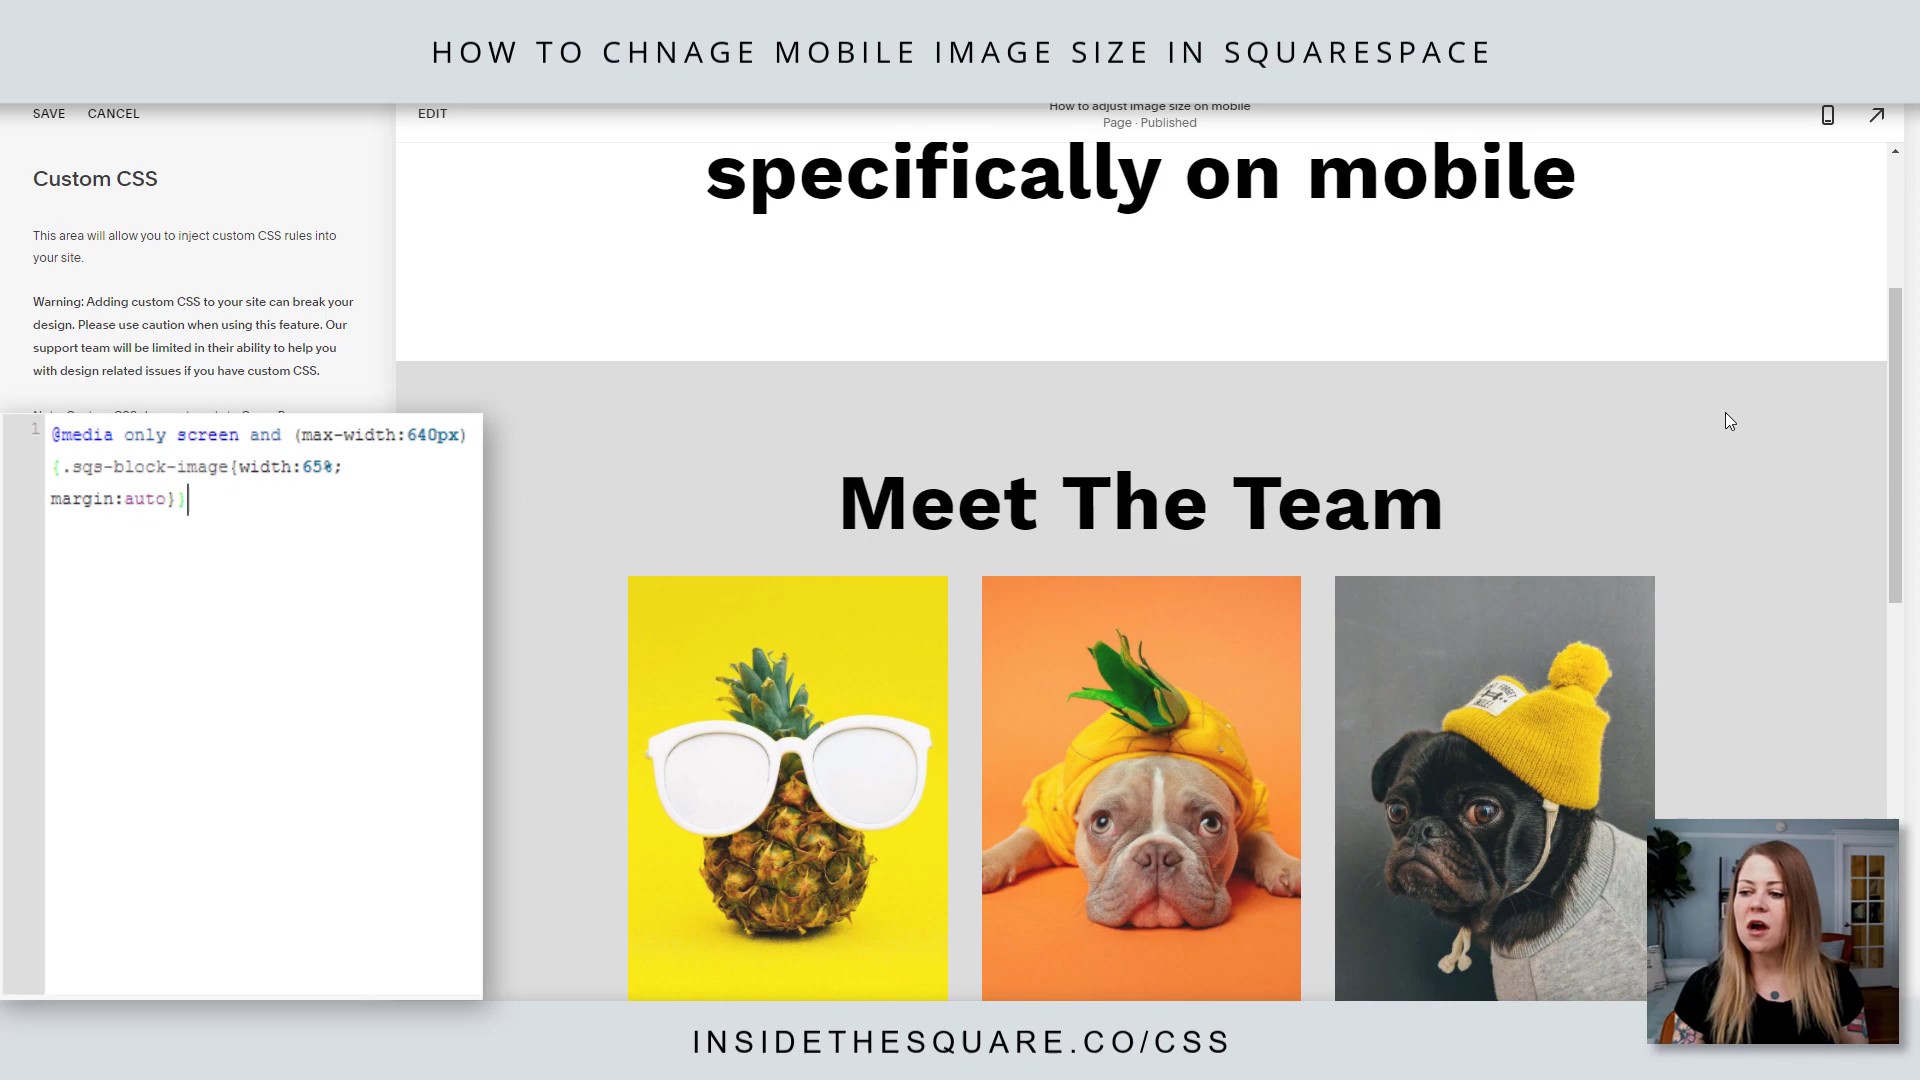 HOW TO CHNAGE MOBILE IMAGE SIZE IN SQUARESPACE
SAVE CANCEL
EDIT
How to adjust image size on mobile
Page · Published
Custom CSS
This area will allow you to inject custom CSS rules into
your site.
Warning: Adding custom CSS to your site can break your
design. Please use caution when using this feature. Our
support team will be limited in their ability to help you
with design related issues if you have custom CSS.
1
@media only screen and (max-width:640px)
{.sqs-block-image{width:65%;
margin:auto}}
specifically on mobile
Meet The Team
INSIDETHESQUARE.CO/CSS